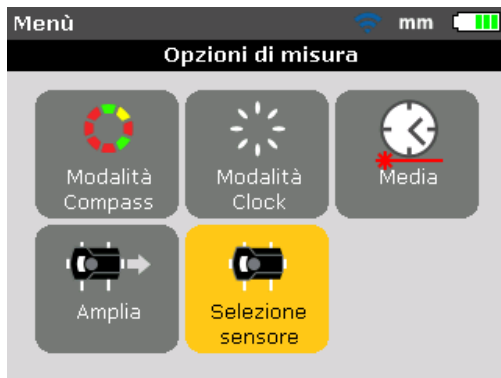 Menù
mm
Opzioni di misura
Modalità
Compass
Modalità
Clock
Media
Amplia
Selezione
sensore